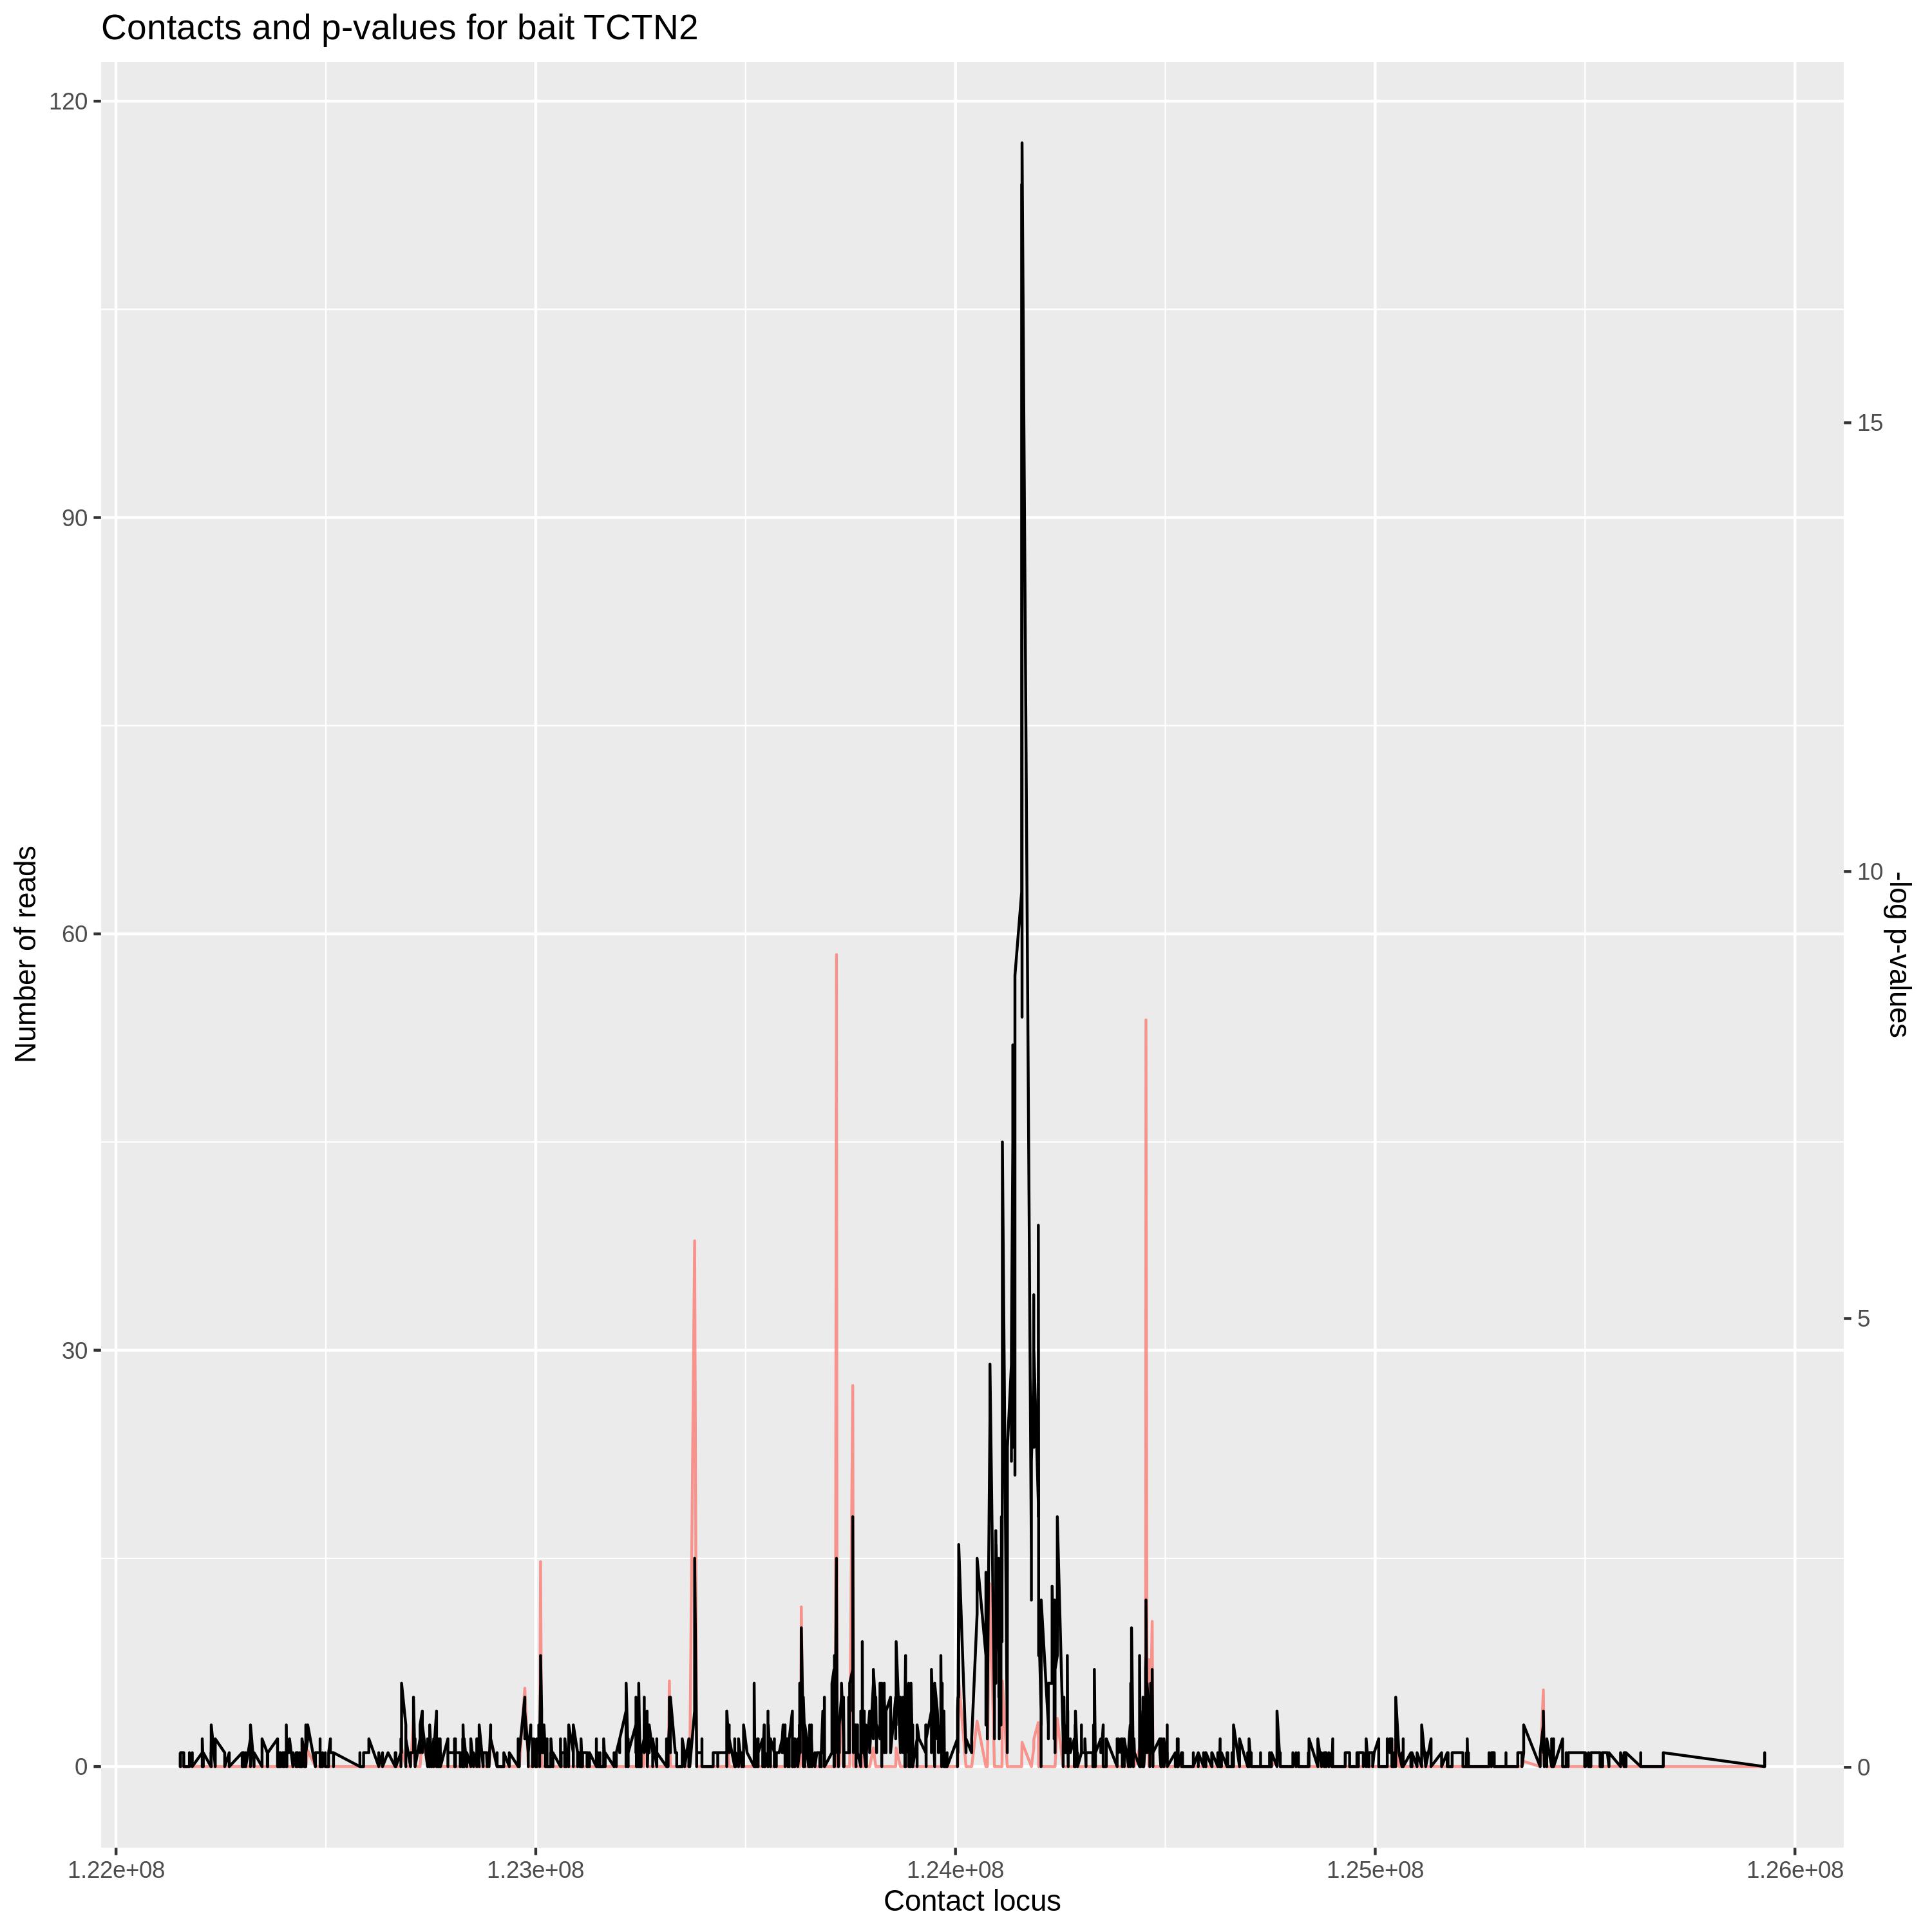 Contacts and p-values for bait TCTN2
120
90
60
30
0
Number of reads
15
10
5
0
-log p-values
1.22e+08
1.23e+08
1.24e+08
1.25e+08
1.26e+08
Contact locus